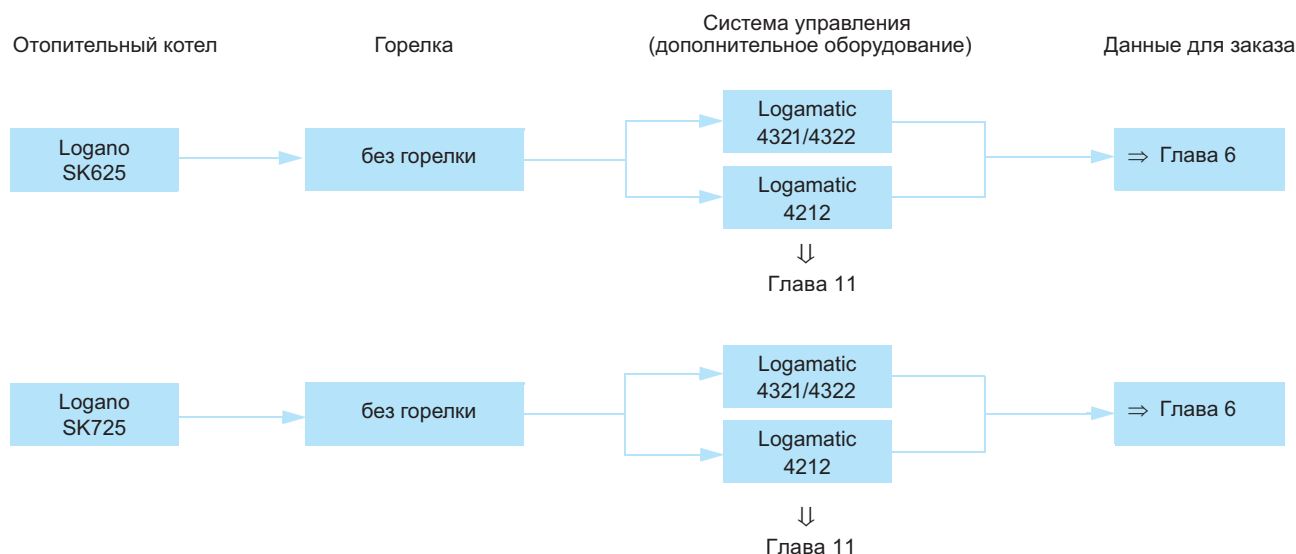 Отопительный котел
Горелка
Система управления
(дополнительное оборудование)
Данные для заказа
Logano
SK625
без горелки
Logamatic
4321/4322
Logamatic
4212
⇒ Глава 6
⇓
Глава 11
Logano
SK725
без горелки
Logamatic
4321/4322
Logamatic
4212
⇒ Глава 6
⇓
Глава 11